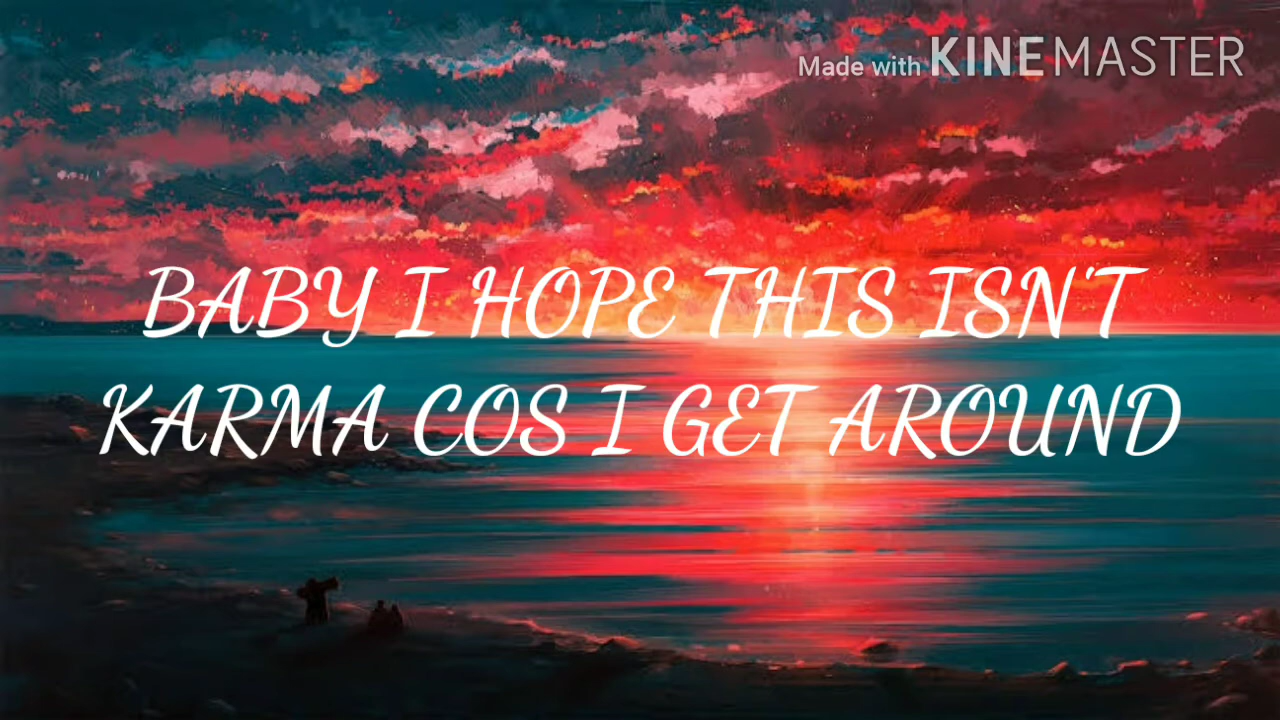 Made with KINEMASTER
BABY I HOPE THIS ISN'T
KARMA COS I GET AROUND